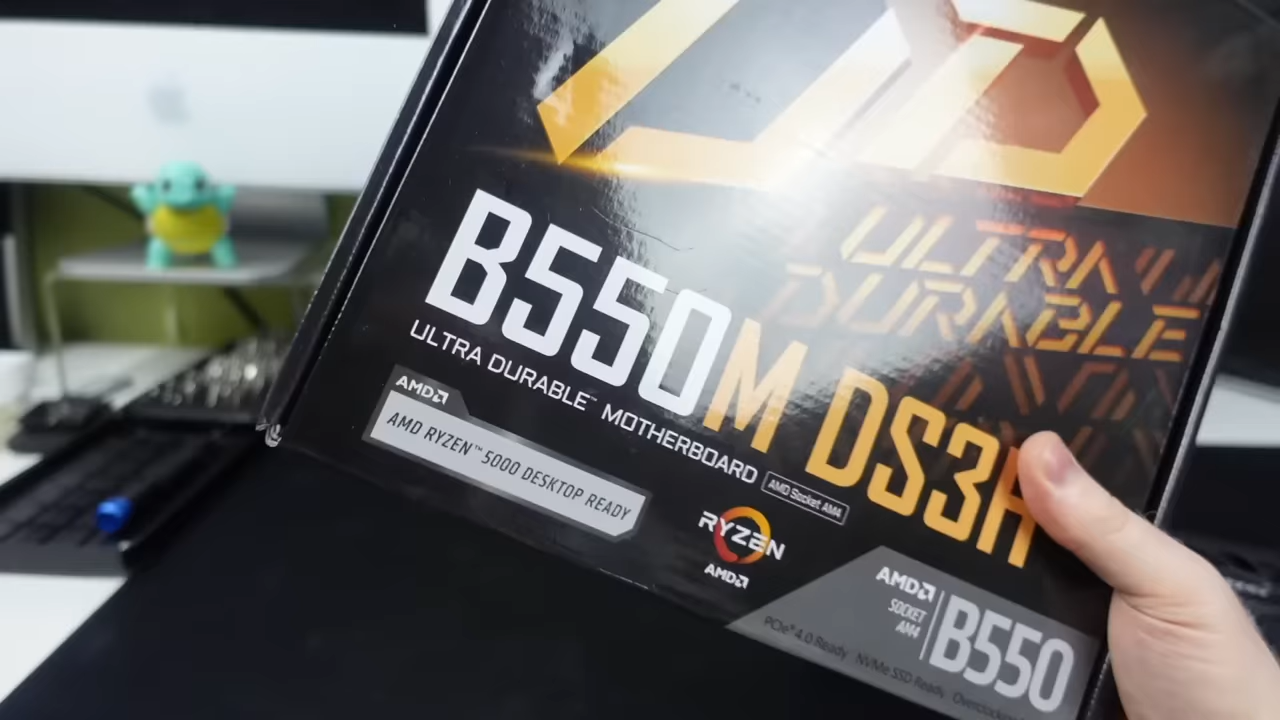 UD
ULTRA
DURABLE
B550M DS3H
ULTRA DURABLE™ MOTHERBOARD
AMD Socket AM4
AMD
AMD RYZEN™ 5000 DESKTOP READY
RYZEN
AMD
AMD
SOCKET
AM4
B550
PCIe® 4.0 Ready NVMe SSD Ready